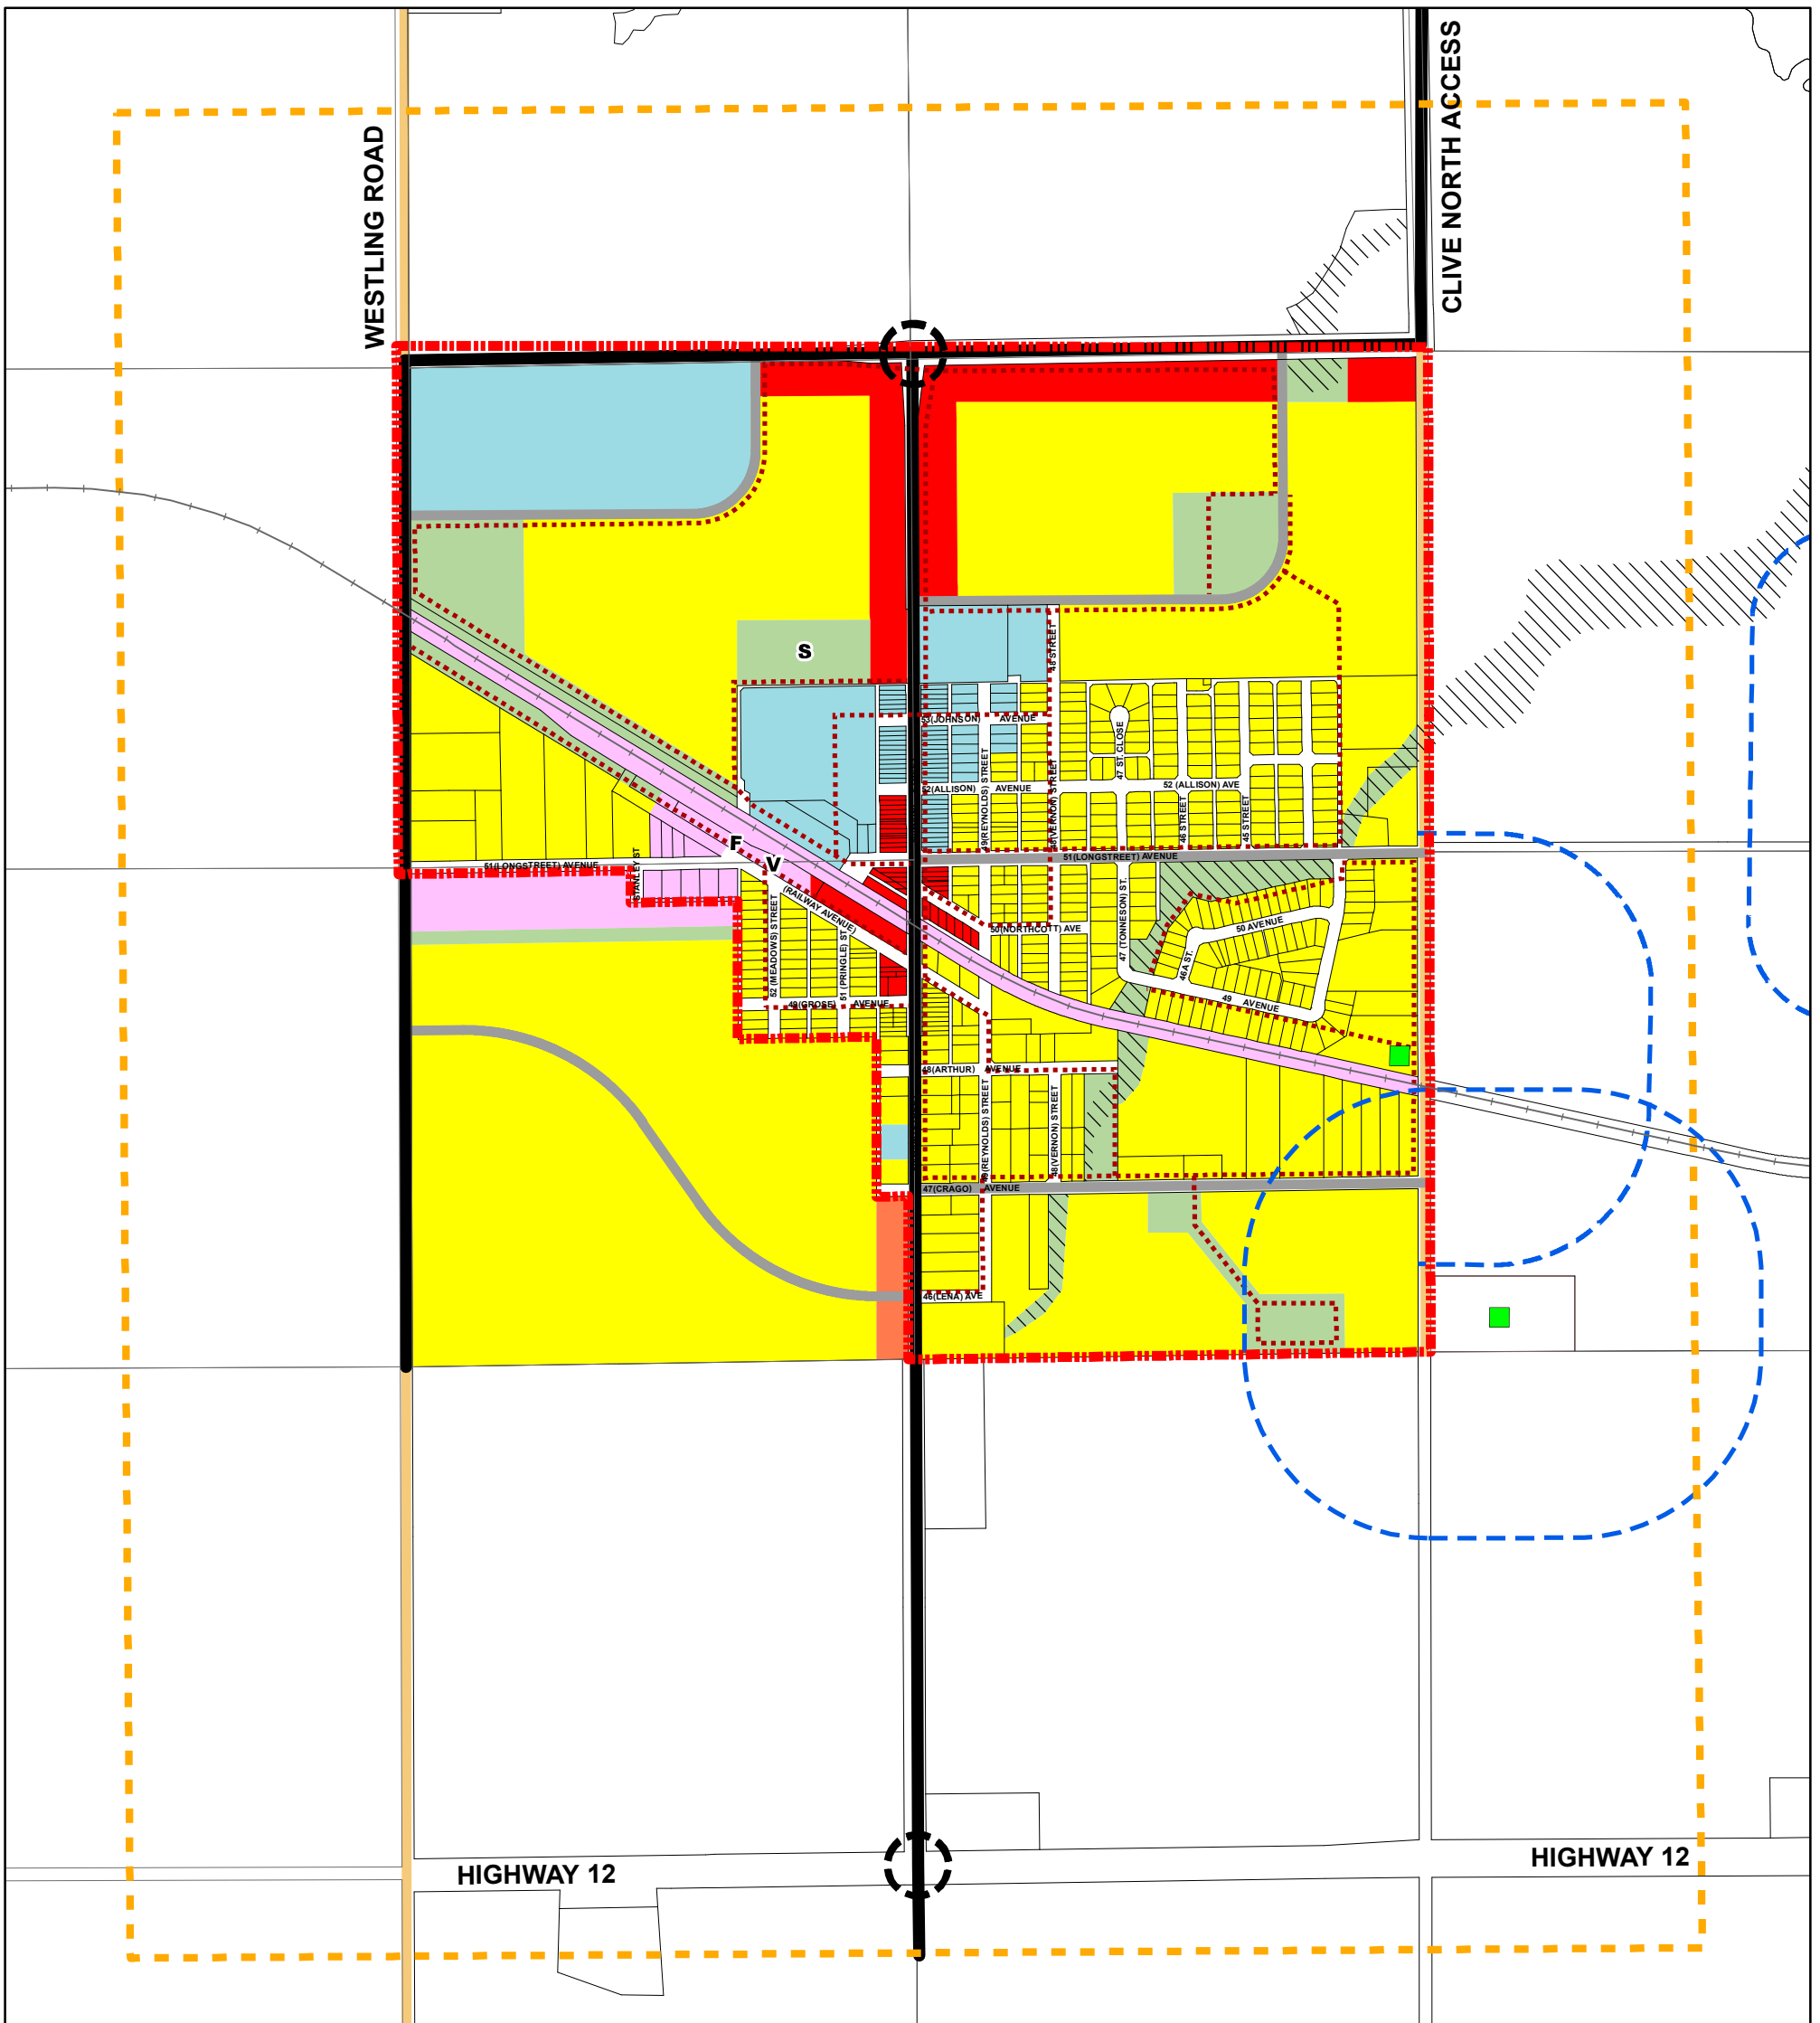 CLIVE NORTH ACCESS
WESTLING ROAD
S
48 STREET
53(JOHNSON) AVENUE
47 ST. CLOSE
49(REYNOLDS) STREET
48(VERNON) STREET
52(ALLISON) AVENUE
52 (ALLISON) AVE
46 STREET
45 STREET
F
V
51(LONGSTREET) AVENUE
51(LONGSTREET) AVENUE
STANLEY ST
(RAILWAY AVENUE)
52 (MEADOWS) STREET
51 (PRINGLE) ST
50(NORTHCOTT) AVE
47 (TONNESON) ST.
50 AVENUE
46A ST.
49 AVENUE
49(GROSE) AVENUE
48(ARTHUR) AVENUE
49(REYNOLDS) STREET
48(VERNON) STREET
47(CRAGO) AVENUE
46(LENA) AVE
HIGHWAY 12
HIGHWAY 12